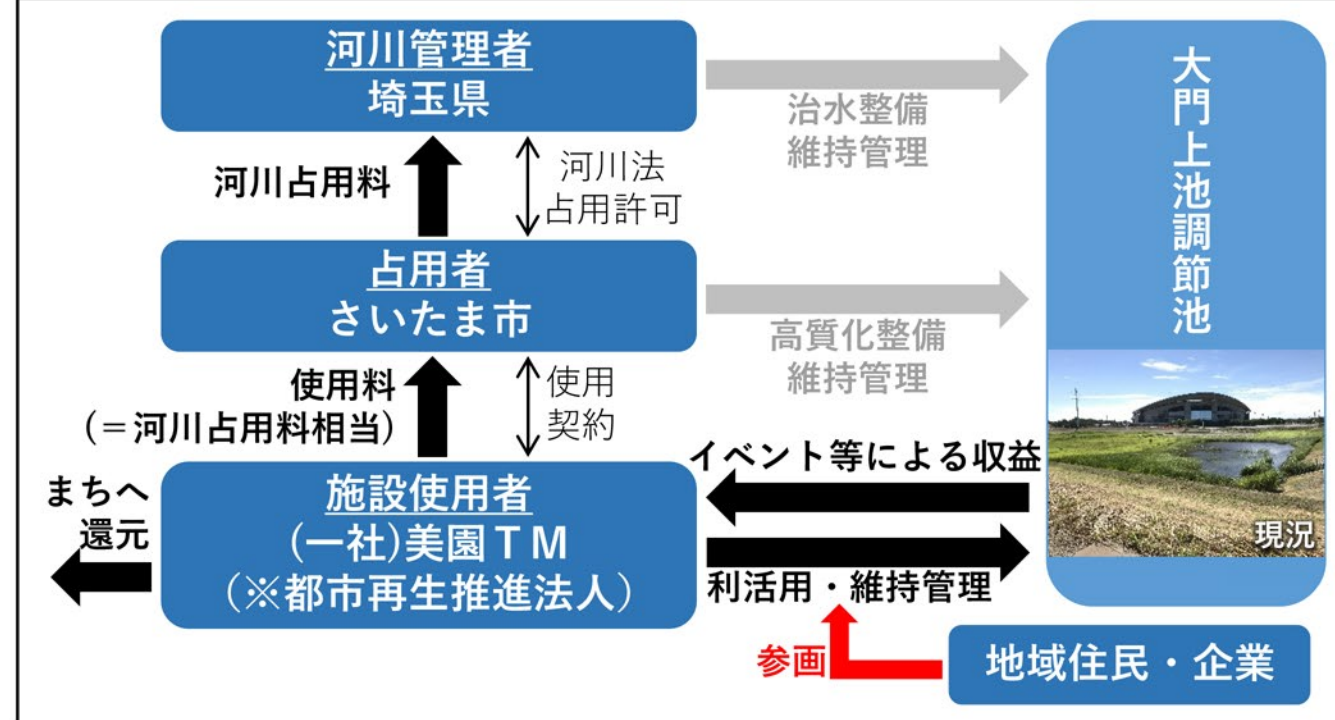 河川管理者
埼玉県
治水整備
維持管理
河川占用料
河川法
占用許可
占用者
さいたま市
高質化整備
維持管理
使用料
(＝河川占用料相当)
使用
契約
施設使用者
(一社)美園ＴＭ
(※都市再生推進法人)
まちへ
還元
イベント等による収益
利活用・維持管理
大門上池調節池
現況
参画
地域住民・企業